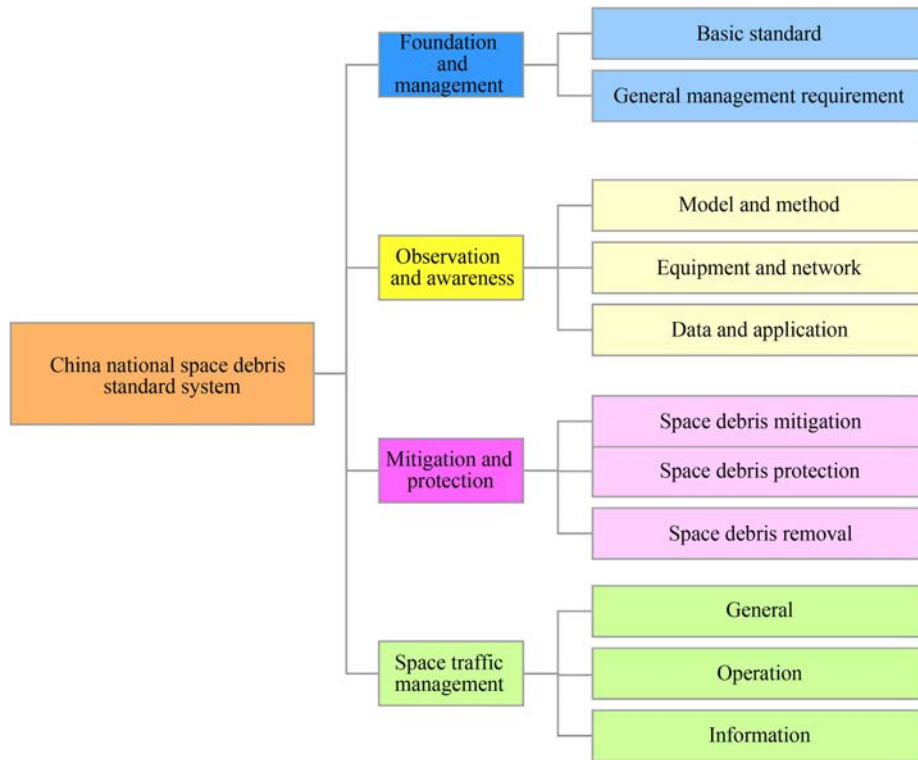 China national space debris
standard system
Foundation
and
management
Basic standard
General management requirement
Observation
and awareness
Model and method
Equipment and network
Data and application
Mitigation and
protection
Space debris mitigation
Space debris protection
Space debris removal
Space traffic
management
General
Operation
Information